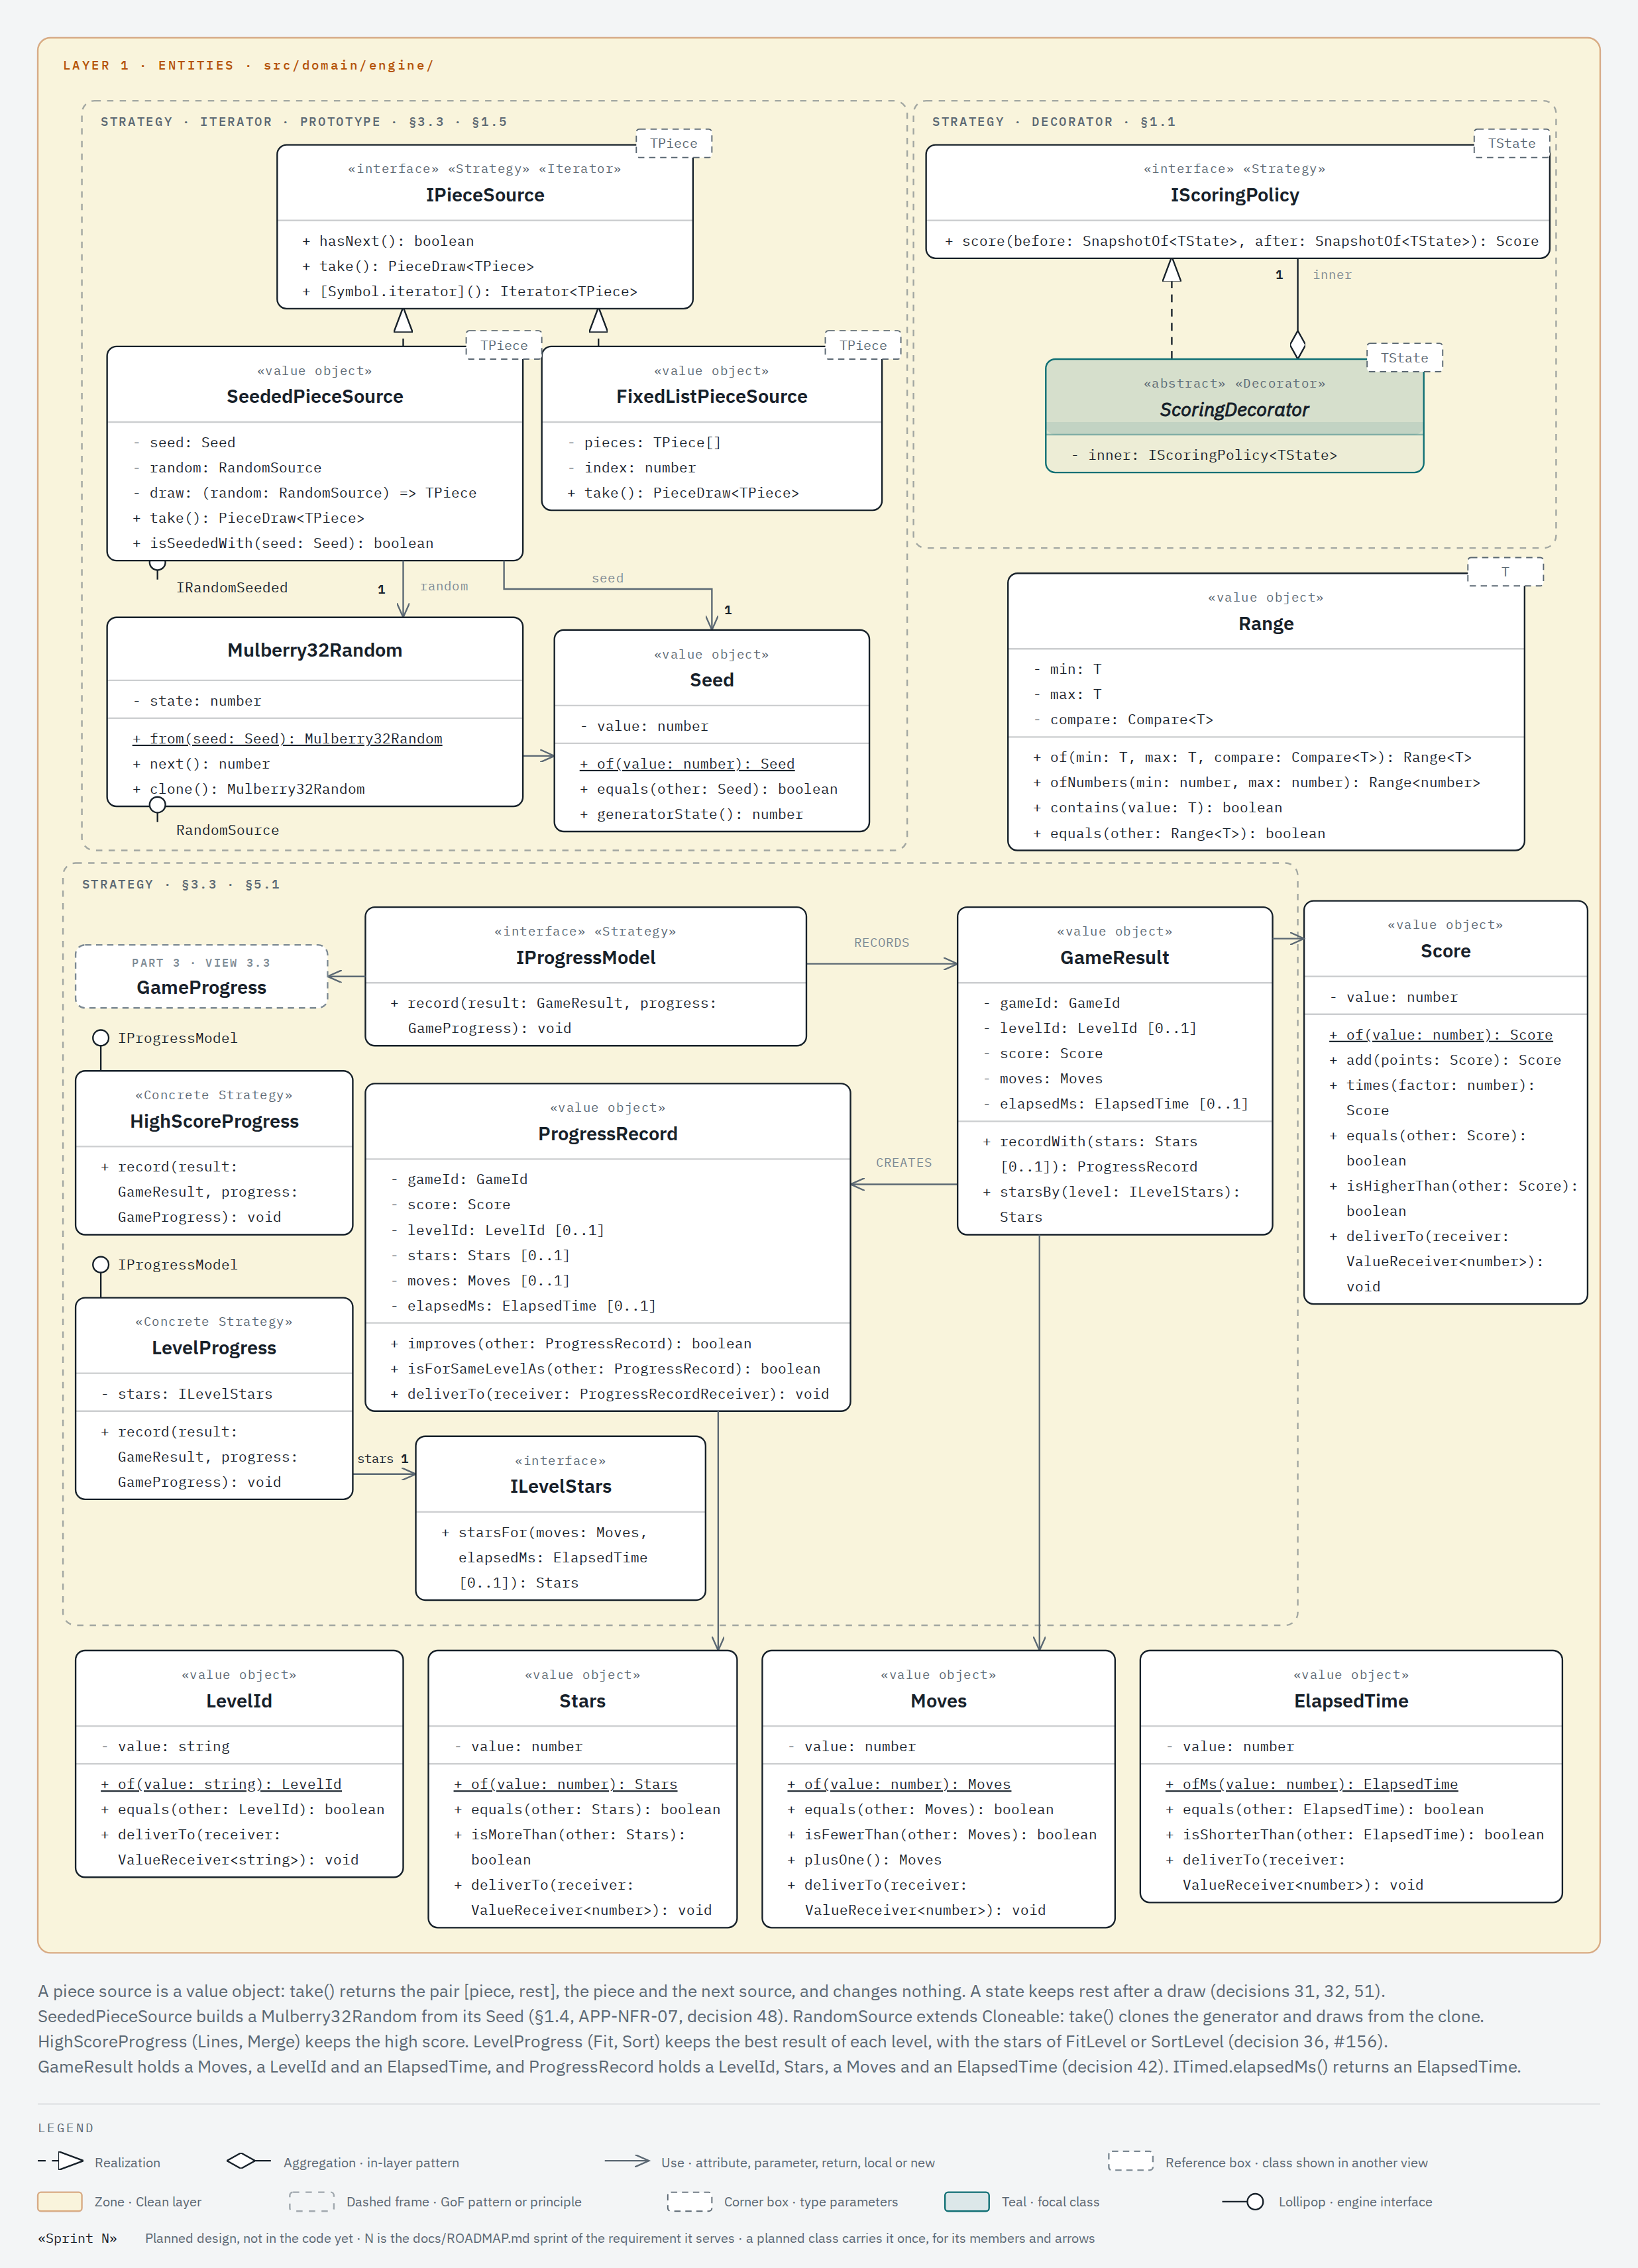 LAYER 1 · ENTITIES · src/domain/engine/
STRATEGY · ITERATOR · PROTOTYPE · §3.3 · §1.5
TPiece
«interface» «Strategy» «Iterator»
IPieceSource
+ hasNext(): boolean
+ take(): PieceDraw<TPiece>
+ [Symbol.iterator](): Iterator<TPiece>
STRATEGY · DECORATOR · §1.1
TState
«interface» «Strategy»
IScoringPolicy
+ score(before: SnapshotOf<TState>, after: SnapshotOf<TState>): Score
1 inner
TState
«abstract» «Decorator»
ScoringDecorator
- inner: IScoringPolicy<TState>
TPiece
«value object»
SeededPieceSource
- seed: Seed
- random: RandomSource
- draw: (random: RandomSource) => TPiece
+ take(): PieceDraw<TPiece>
+ isSeededWith(seed: Seed): boolean
TPiece
«value object»
FixedListPieceSource
- pieces: TPiece[]
- index: number
+ take(): PieceDraw<TPiece>
IRandomSeeded
1 random
seed
1
Mulberry32Random
- state: number
+ from(seed: Seed): Mulberry32Random
+ next(): number
+ clone(): Mulberry32Random
RandomSource
«value object»
Seed
- value: number
+ of(value: number): Seed
+ equals(other: Seed): boolean
+ generatorState(): number
T
«value object»
Range
- min: T
- max: T
- compare: Compare<T>
+ of(min: T, max: T, compare: Compare<T>): Range<T>
+ ofNumbers(min: number, max: number): Range<number>
+ contains(value: T): boolean
+ equals(other: Range<T>): boolean
STRATEGY · §3.3 · §5.1
PART 3 · VIEW 3.3
GameProgress
«interface» «Strategy»
IProgressModel
+ record(result: GameResult, progress:
GameProgress): void
RECORDS
«value object»
GameResult
- gameId: GameId
- levelId: LevelId [0..1]
- score: Score
- moves: Moves
- elapsedMs: ElapsedTime [0..1]
+ recordWith(stars: Stars
[0..1]): ProgressRecord
+ starsBy(level: ILevelStars):
Stars
«value object»
Score
- value: number
+ of(value: number): Score
+ add(points: Score): Score
+ times(factor: number):
Score
+ equals(other: Score):
boolean
+ isHigherThan(other: Score):
boolean
+ deliverTo(receiver:
ValueReceiver<number>):
void
IProgressModel
«Concrete Strategy»
HighScoreProgress
+ record(result:
GameResult, progress:
GameProgress): void
«value object»
ProgressRecord
- gameId: GameId
- score: Score
- levelId: LevelId [0..1]
- stars: Stars [0..1]
- moves: Moves [0..1]
- elapsedMs: ElapsedTime [0..1]
+ improves(other: ProgressRecord): boolean
+ isForSameLevelAs(other: ProgressRecord): boolean
+ deliverTo(receiver: ProgressRecordReceiver): void
CREATES
IProgressModel
«Concrete Strategy»
LevelProgress
- stars: ILevelStars
+ record(result:
GameResult, progress:
GameProgress): void
stars 1
«interface»
ILevelStars
+ starsFor(moves: Moves,
elapsedMs: ElapsedTime
[0..1]): Stars
«value object»
LevelId
- value: string
+ of(value: string): LevelId
+ equals(other: LevelId): boolean
+ deliverTo(receiver:
ValueReceiver<string>): void
«value object»
Stars
- value: number
+ of(value: number): Stars
+ equals(other: Stars): boolean
+ isMoreThan(other: Stars):
boolean
+ deliverTo(receiver:
ValueReceiver<number>): void
«value object»
Moves
- value: number
+ of(value: number): Moves
+ equals(other: Moves): boolean
+ isFewerThan(other: Moves): boolean
+ plusOne(): Moves
+ deliverTo(receiver:
ValueReceiver<number>): void
«value object»
ElapsedTime
- value: number
+ ofMs(value: number): ElapsedTime
+ equals(other: ElapsedTime): boolean
+ isShorterThan(other: ElapsedTime): boolean
+ deliverTo(receiver:
ValueReceiver<number>): void
A piece source is a value object: take() returns the pair [piece, rest], the piece and the next source, and changes nothing. A state keeps rest after a draw (decisions 31, 32, 51).
SeededPieceSource builds a Mulberry32Random from its Seed (§1.4, APP-NFR-07, decision 48). RandomSource extends Cloneable: take() clones the generator and draws from the clone.
HighScoreProgress (Lines, Merge) keeps the high score. LevelProgress (Fit, Sort) keeps the best result of each level, with the stars of FitLevel or SortLevel (decision 36, #156).
GameResult holds a Moves, a LevelId and an ElapsedTime, and ProgressRecord holds a LevelId, Stars, a Moves and an ElapsedTime (decision 42). ITimed.elapsedMs() returns an ElapsedTime.
LEGEND
Realization
Aggregation · in-layer pattern
Use · attribute, parameter, return, local or new
Reference box · class shown in another view
Zone · Clean layer
Dashed frame · GoF pattern or principle
Corner box · type parameters
Teal · focal class
Lollipop · engine interface
«Sprint N» Planned design, not in the code yet · N is the docs/ROADMAP.md sprint of the requirement it serves · a planned class carries it once, for its members and arrows